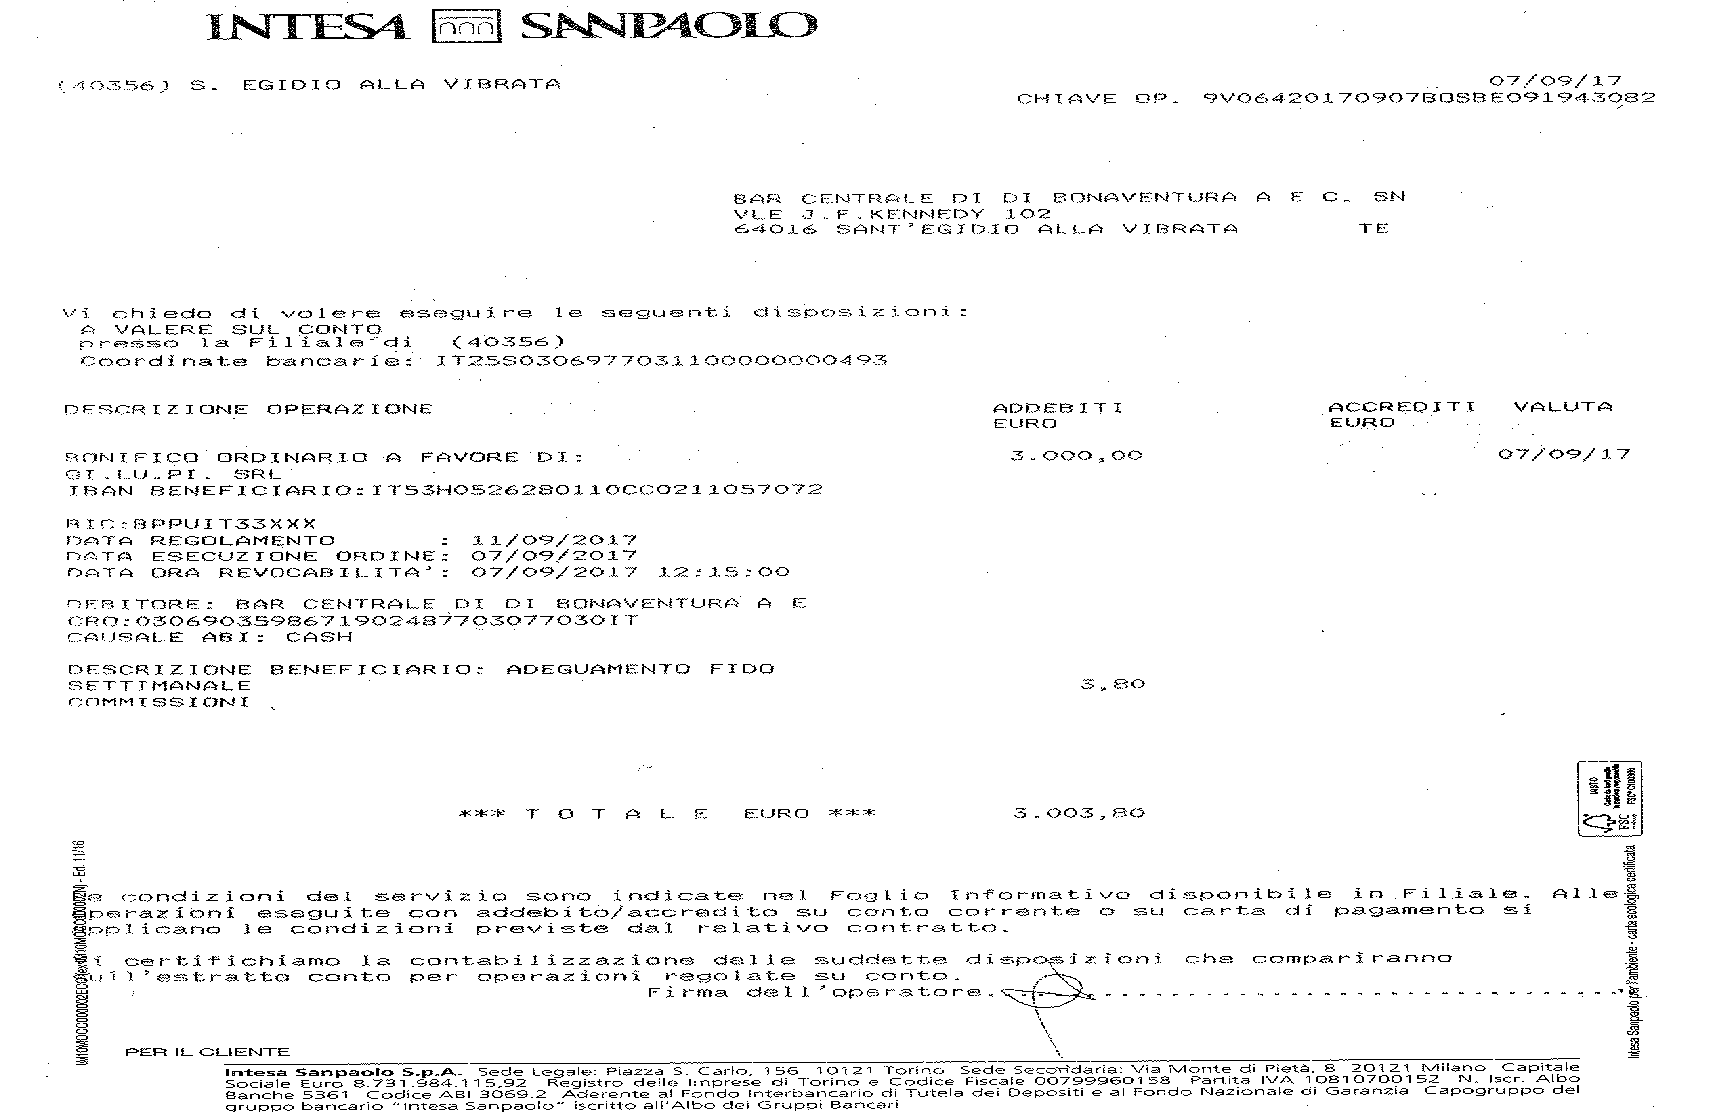 INTESA SANPAOLO
(40356) S. EGIDIO ALLA VIBRATA
07/09/17
CHIAVE OP. 9V06420170907BOSBE091943082
BAR CENTRALE DI DI BONAVENTURA A E C. SN
VLE J.F.KENNEDY 102
64016 SANT'EGIDIO ALLA VIBRATA TE
Vi chiedo di volere eseguire le seguenti disposizioni:
A VALERE SUL CONTO
presso la Filiale di (40356)
Coordinate bancarie: IT25S0306977031100000000493
DESCRIZIONE OPERAZIONE ADDEBITI ACCREDITI VALUTA
EURO EURO
BONIFICO ORDINARIO A FAVORE DI: 3.000,00 07/09/17
GI.LU.PI. SRL
IBAN BENEFICIARIO:IT53H0526280110CC0211057072
BIC:BPPUIT33XXX
DATA REGOLAMENTO : 11/09/2017
DATA ESECUZIONE ORDINE: 07/09/2017
DATA ORA REVOCABILITA': 07/09/2017 12:15:00
DEBITORE: BAR CENTRALE DI DI BONAVENTURA A E
CRO:0306903598671902487703077030IT
CAUSALE ABI: CASH
DESCRIZIONE BENEFICIARIO: ADEGUAMENTO FIDO
SETTIMANALE 3,80
COMMISSIONI
*** T O T A L E EURO *** 3.003,80
MISTO
FSC
e condizioni del servizio sono indicate nel Foglio Informativo disponibile in Filiale. Alle
perazioni eseguite con addebito/accredito su conto corrente o su carta di pagamento si
pplicano le condizioni previste dal relativo contratto.
i certifichiamo la contabilizzazione delle suddette disposizioni che compariranno
ull'estratto conto per operazioni regolate su conto.
Firma dell'operatore.
Intesa Sanpaolo per l'ambiente - carta ecologica certificata
PER IL CLIENTE
Intesa Sanpaolo S.p.A. Sede Legale: Piazza S. Carlo, 156 10121 Torino Sede Secondaria: Via Monte di Pietà, 8 20121 Milano Capitale
Sociale Euro 8.731.984.115,92 Registro delle Imprese di Torino e Codice Fiscale 00799960158 Partita IVA 10810700152 N. Iscr. Albo
Banche 5361 Codice ABI 3069.2 Aderente al Fondo Interbancario di Tutela dei Depositi e al Fondo Nazionale di Garanzia Capogruppo del
gruppo bancario "Intesa Sanpaolo" iscritto all'Albo dei Gruppi Bancari